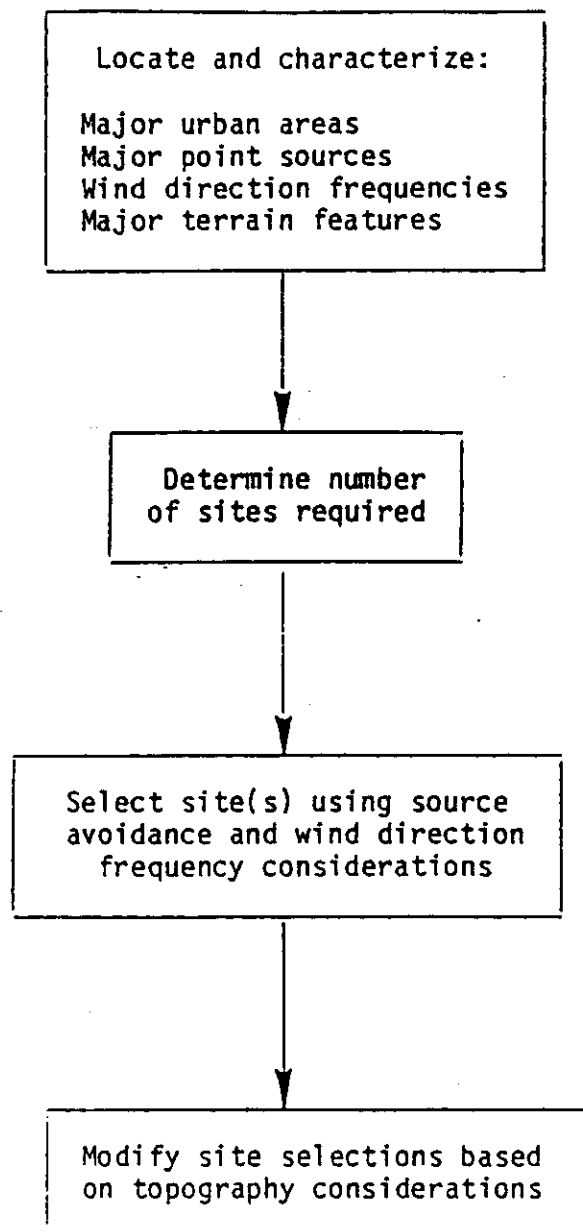 Locate and characterize:
Major urban areas
Major point sources
Wind direction frequencies
Major terrain features
Determine number
of sites required
Select site(s) using source
avoidance and wind direction
frequency considerations
Modify site selections based
on topography considerations